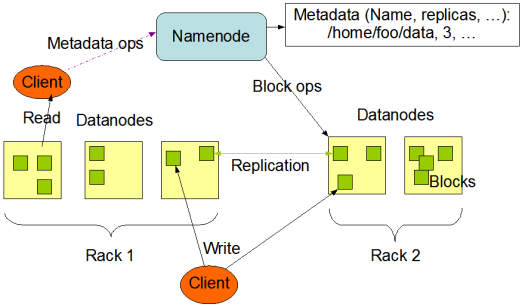 Metadata (Name, replicas, ...):
/home/foo/data, 3, ...
Namenode
Metadata ops
Client
Block ops
Read
Datanodes
Datanodes
Replication
Blocks
Rack 1
Write
Rack 2
Client